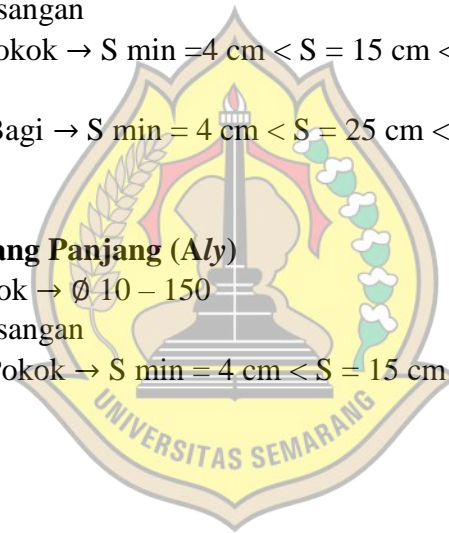 sangan
okok → S min =4 cm < S = 15 cm <
Bagi → S min = 4 cm < S = 25 cm <
ang Panjang (Aly)
ok → Ø 10 – 150
sangan
Pokok → S min = 4 cm < S = 15 cm
UNIVERSITAS SEMARANG